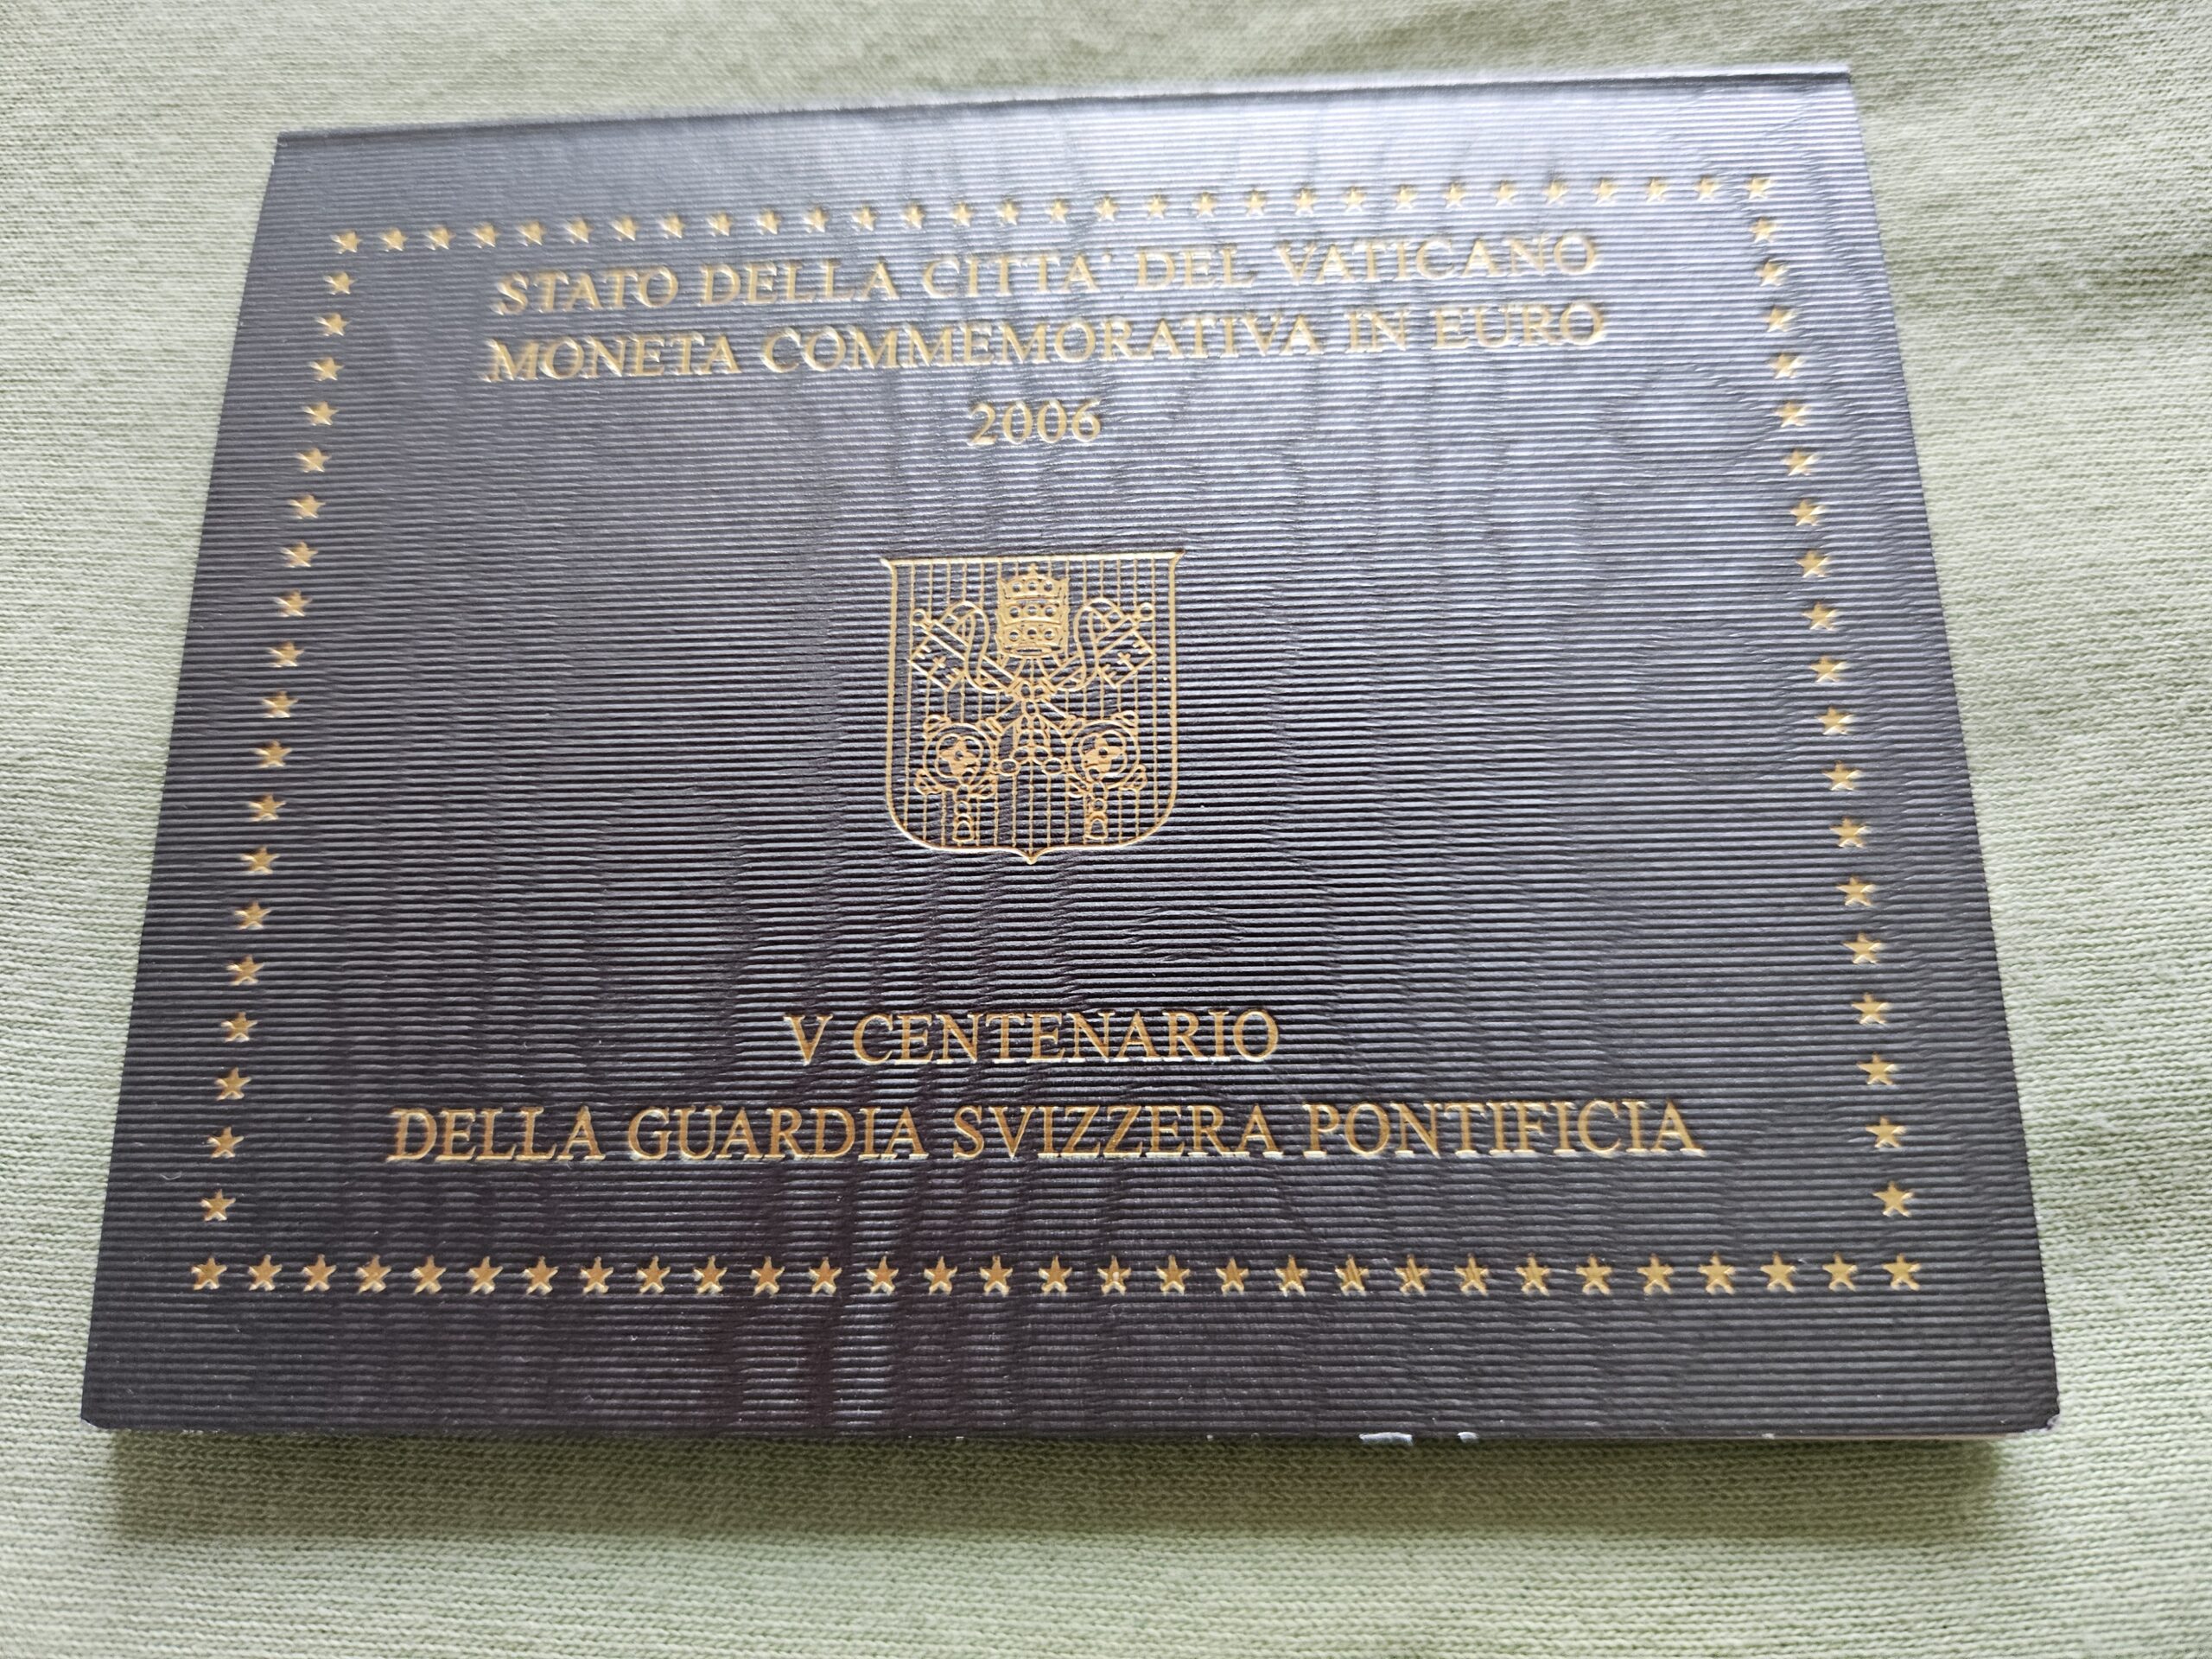 STATO DELLA CITTA' DEL VATICANO
MONETA COMMEMORATIVA IN EURO
2006
V CENTENARIO
DELLA GUARDIA SVIZZERA PONTIFICIA